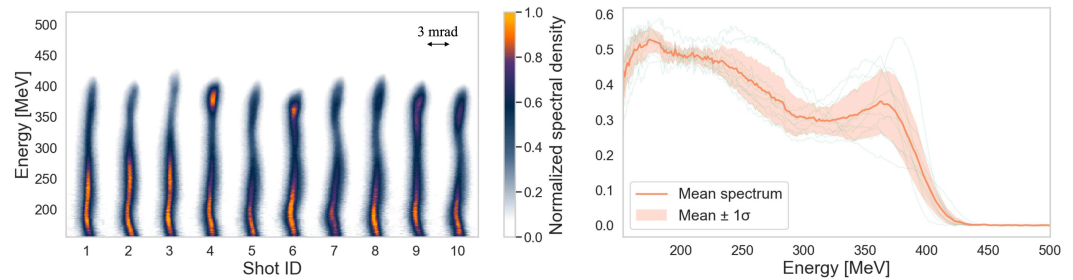 500
450
400
350
300
250
200
Energy [MeV]
1 2 3 4 5 6 7 8 9 10
Shot ID
3 mrad
1.0
0.8
0.6
0.4
0.2
0.0
Normalized spectral density
0.6
0.5
0.4
0.3
0.2
0.1
0.0
Mean spectrum
Mean ± 1σ
200 250 300 350 400 450 500
Energy [MeV]